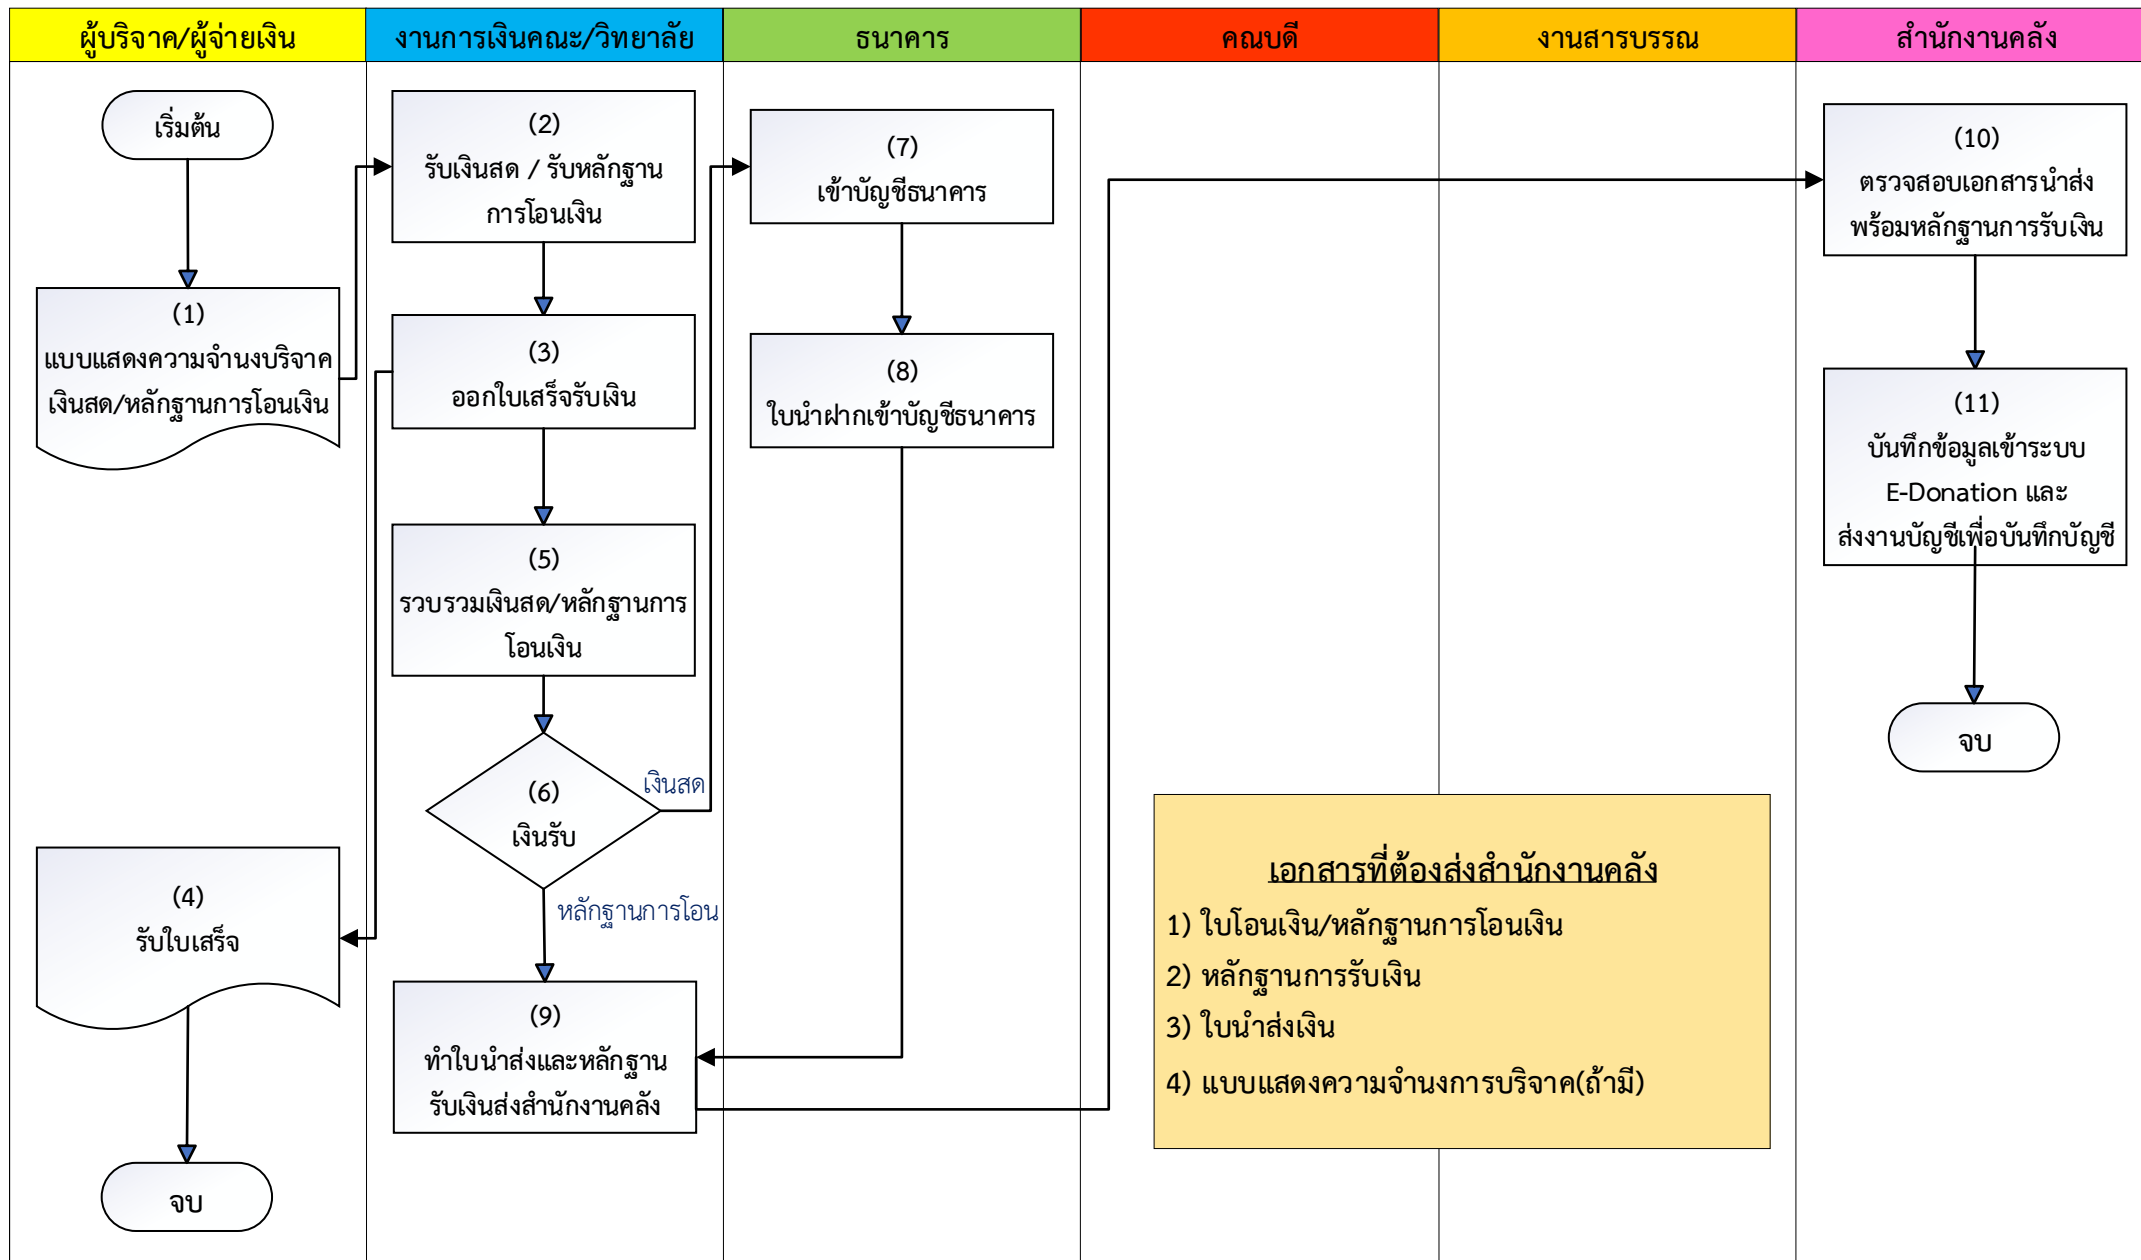 ผู้บริจาค/ผู้จ่ายเงิน
งานการเงินคณะ/วิทยาลัย
ธนาคาร
คณบดี
งานสารบรรณ
สำนักงานคลัง
เริ่มต้น
(1)
แบบแสดงความจำนงบริจาค
เงินสด/หลักฐานการโอนเงิน
(2)
รับเงินสด / รับหลักฐาน
การโอนเงิน
(3)
ออกใบเสร็จรับเงิน
(4)
รับใบเสร็จ
จบ
(5)
รวบรวมเงินสด/หลักฐานการ
โอนเงิน
(6)
เงินรับ
เงินสด
หลักฐานการโอน
(7)
เข้าบัญชีธนาคาร
(8)
ใบนำฝากเข้าบัญชีธนาคาร
(9)
ทำใบนำส่งและหลักฐาน
รับเงินส่งสำนักงานคลัง
(10)
ตรวจสอบเอกสารนำส่ง
พร้อมหลักฐานการรับเงิน
(11)
บันทึกข้อมูลเข้าระบบ
E-Donation และ
ส่งงานบัญชีเพื่อบันทึกบัญชี
จบ
เอกสารที่ต้องส่งสำนักงานคลัง
1) ใบโอนเงิน/หลักฐานการโอนเงิน
2) หลักฐานการรับเงิน
3) ใบนำส่งเงิน
4) แบบแสดงความจำนงการบริจาค(ถ้ามี)